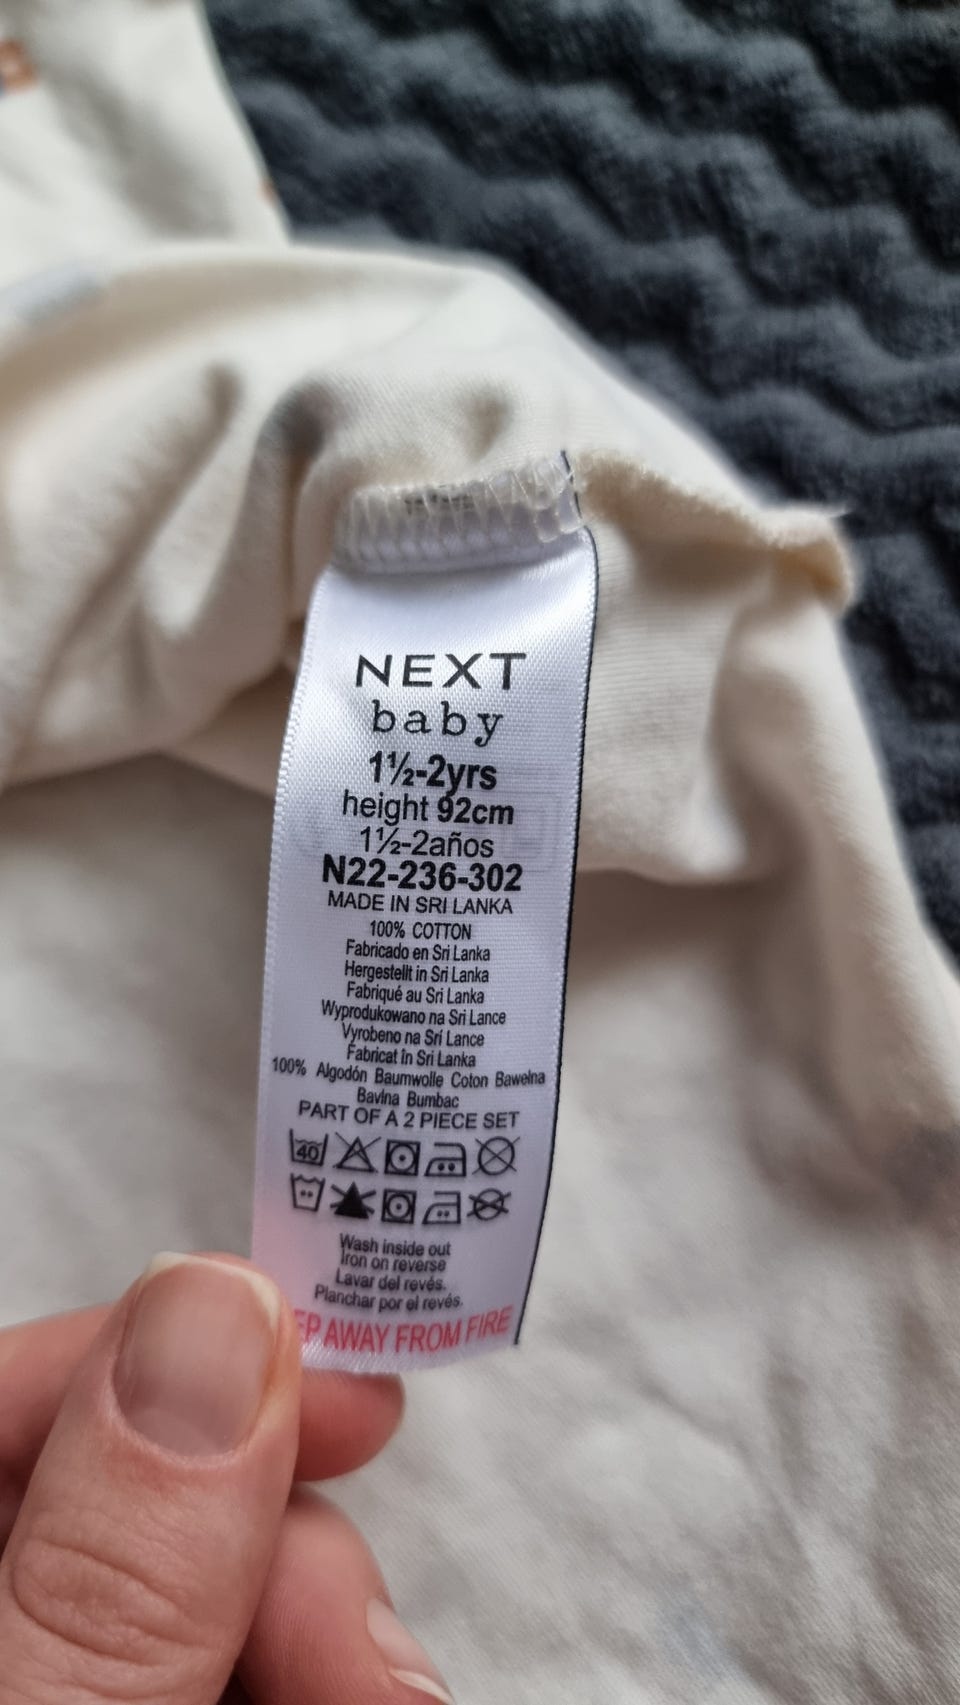 NEXT
baby
1½-2yrs
height 92cm
1½-2años
N22-236-302
MADE IN SRI LANKA
100% COTTON
Fabricado en Sri Lanka
Hergestellt in Sri Lanka
Fabriqué au Sri Lanka
Wyprodukowano na Sri Lance
Vyrobeno na Srí Lance
Fabricat în Sri Lanka
100% Algodón Baumwolle Coton Bawełna
Bavlna Bumbac
PART OF A 2 PIECE SET
40
Wash inside out
Iron on reverse
Lavar del revés.
Planchar por el revés.
EP AWAY FROM FIRE